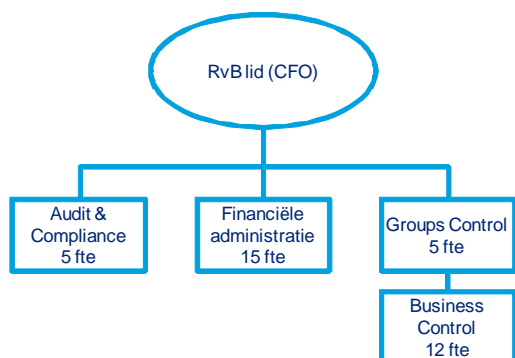 RvB lid (CFO)
Audit &
Compliance
5 fte
Financiële
administratie
15 fte
Groups Control
5 fte
Business
Control
12 fte